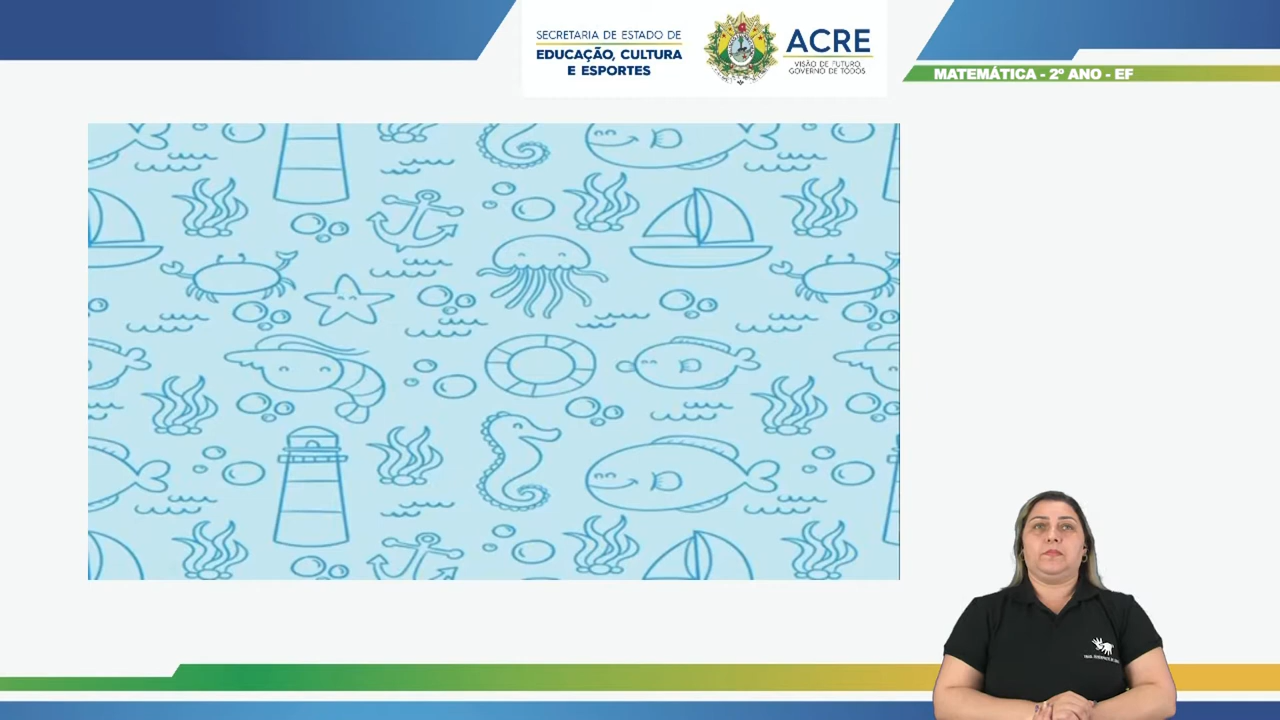 SECRETARIA DE ESTADO DE
EDUCAÇÃO, CULTURA
E ESPORTES
ACRE
VISÃO DE FUTURO,
GOVERNO DE TODOS
MATEMÁTICA - 2º ANO - EF